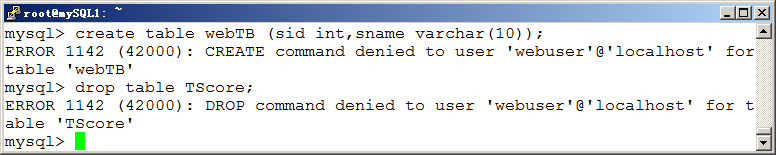 root@mySQL1: ~
mysql> create table webTB (sid int,sname varchar(10));
ERROR 1142 (42000): CREATE command denied to user 'webuser'@'localhost' for
table 'webTB'
mysql> drop table TScore;
ERROR 1142 (42000): DROP command denied to user 'webuser'@'localhost' for t
able 'TScore'
mysql>